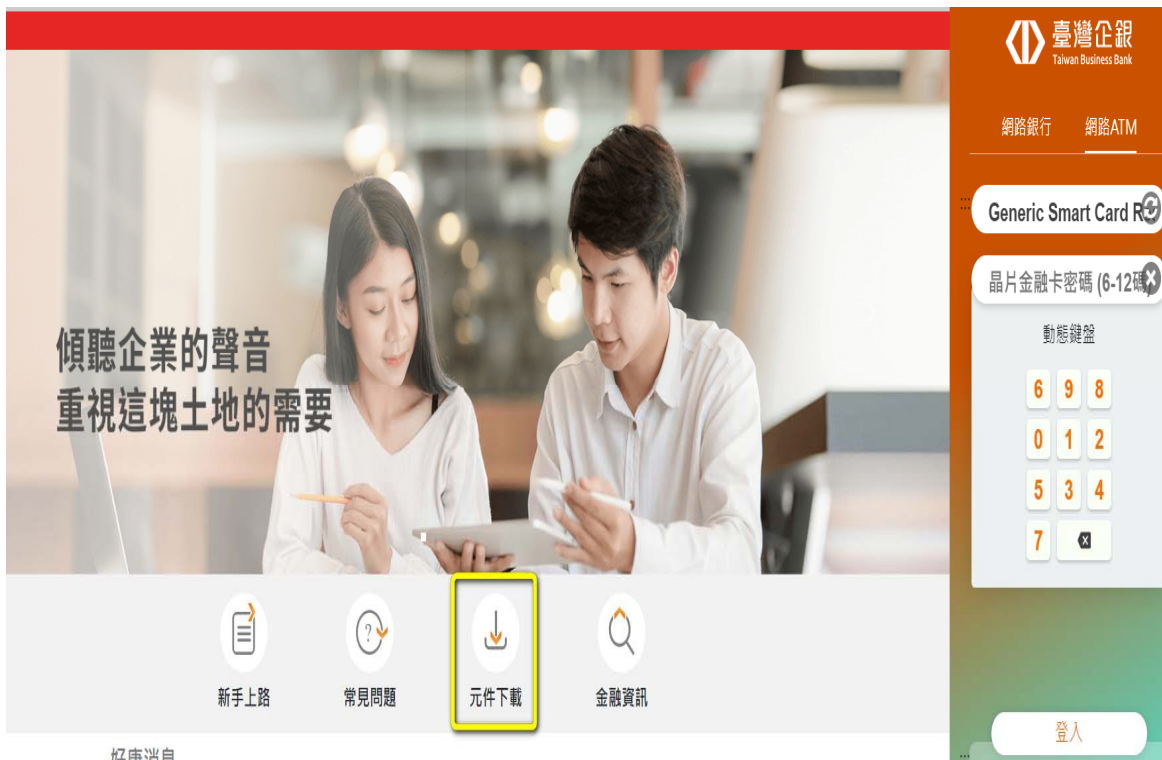 傾聽企業的聲音
重視這塊土地的需要
新手上路
常見問題
元件下載
金融資訊
好康消息
臺灣企銀
Taiwan Business Bank
網路銀行 網路ATM
Generic Smart Card R
晶片金融卡密碼 (6-12碼)
動態鍵盤
6 9 8
0 1 2
5 3 4
7
登入